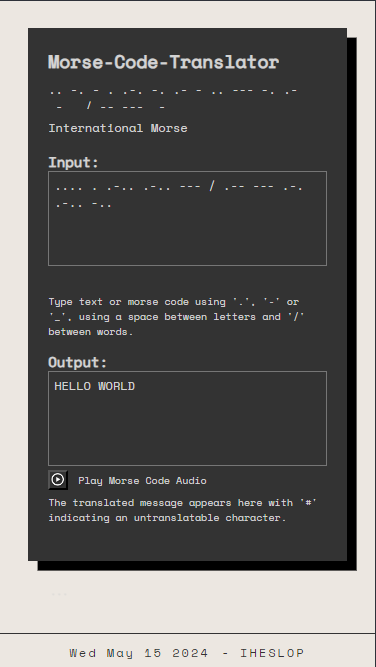 Morse-Code-Translator
.. -. - . .-. -. .- - .. --- -. .-
-   / -- ---  -
International Morse
Input:
.... . .-.. .-.. --- / .-- --- .-.
.-.. -..
Type text or morse code using '.', '-' or
'_', using a space between letters and '/'
between words.
Output:
HELLO WORLD
Play Morse Code Audio
The translated message appears here with '#'
indicating an untranslatable character.
Wed May 15 2024 - IHESLOP